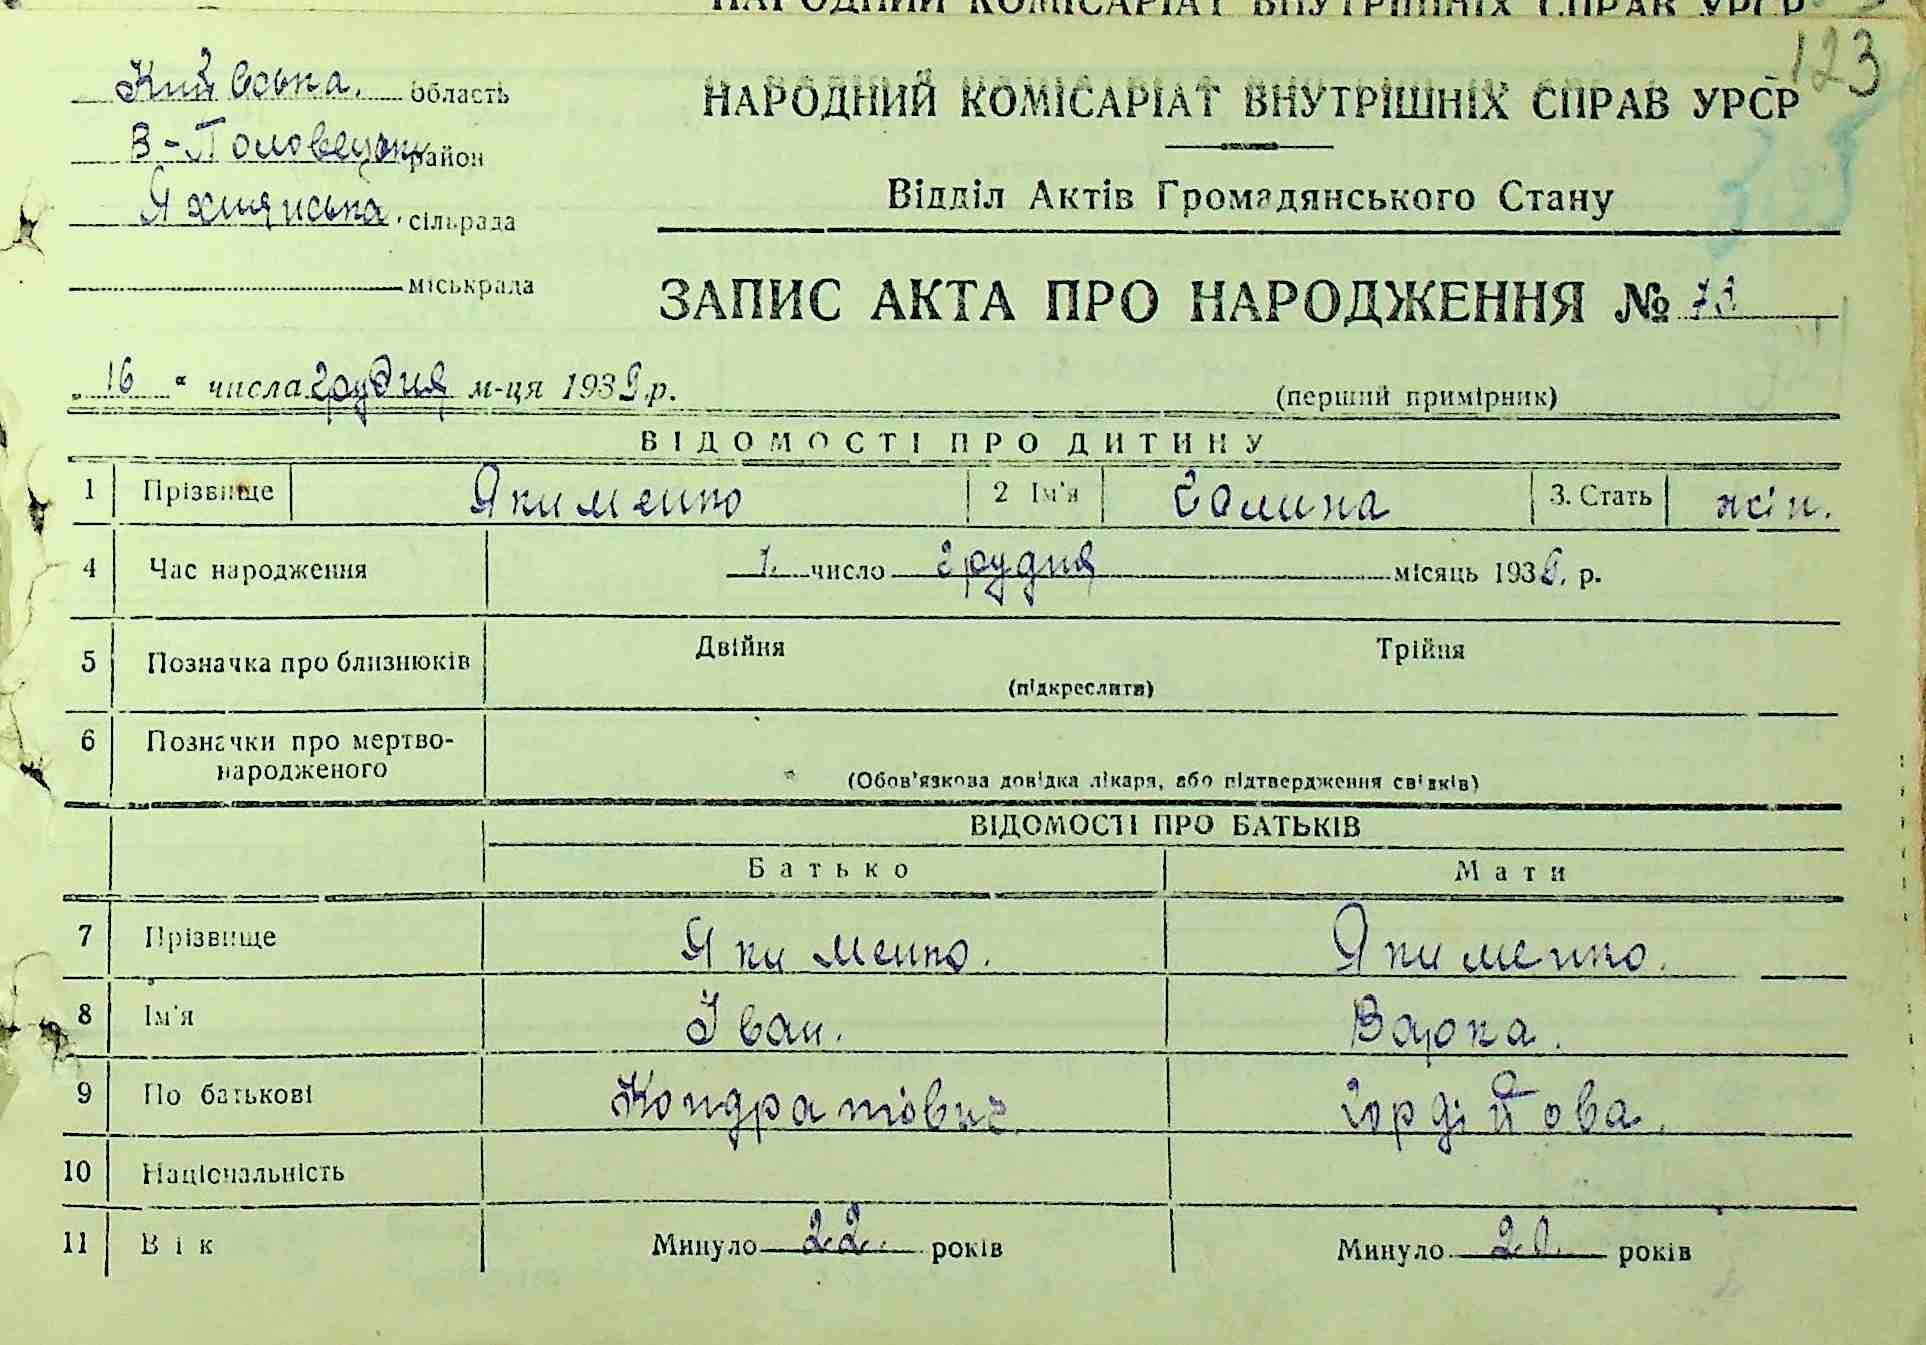 НАРОДНИЙ КОМІСАРІАТ ВНУТРІШНІХ СПРАВ УРСР
123
Київська. область
В-Половецьки район
Яхнянська. сільрада
міськрада
НАРОДНИЙ КОМІСАРІАТ ВНУТРІШНІХ СПРАВ УРСР
Відділ Актів Громадянського Стану
ЗАПИС АКТА ПРО НАРОДЖЕННЯ №
„16“ числа грудня м-ця 1939.р.
(перший примірник)
ВІДОМОСТІ ПРО ДИТИНУ
1 Прізвище Якименко 2 Ім'я Галина 3. Стать жін.
4 Час народження 1. число грудня місяць 193 . р.
5 Позначка про близнюків Двійня Трійня
(підкреслити)
6 Позначки про мертво-
народженого
(Обов'язкова довідка лікаря, або підтвердження свідків)
ВІДОМОСТІ ПРО БАТЬКІВ
Батько Мати
7 Прізвище Якименко. Якименко.
8 Ім'я Іван. Варка.
9 По батькові Кондратович. Гордійова.
10 Національність
11 Вік Минуло 22. років Минуло років